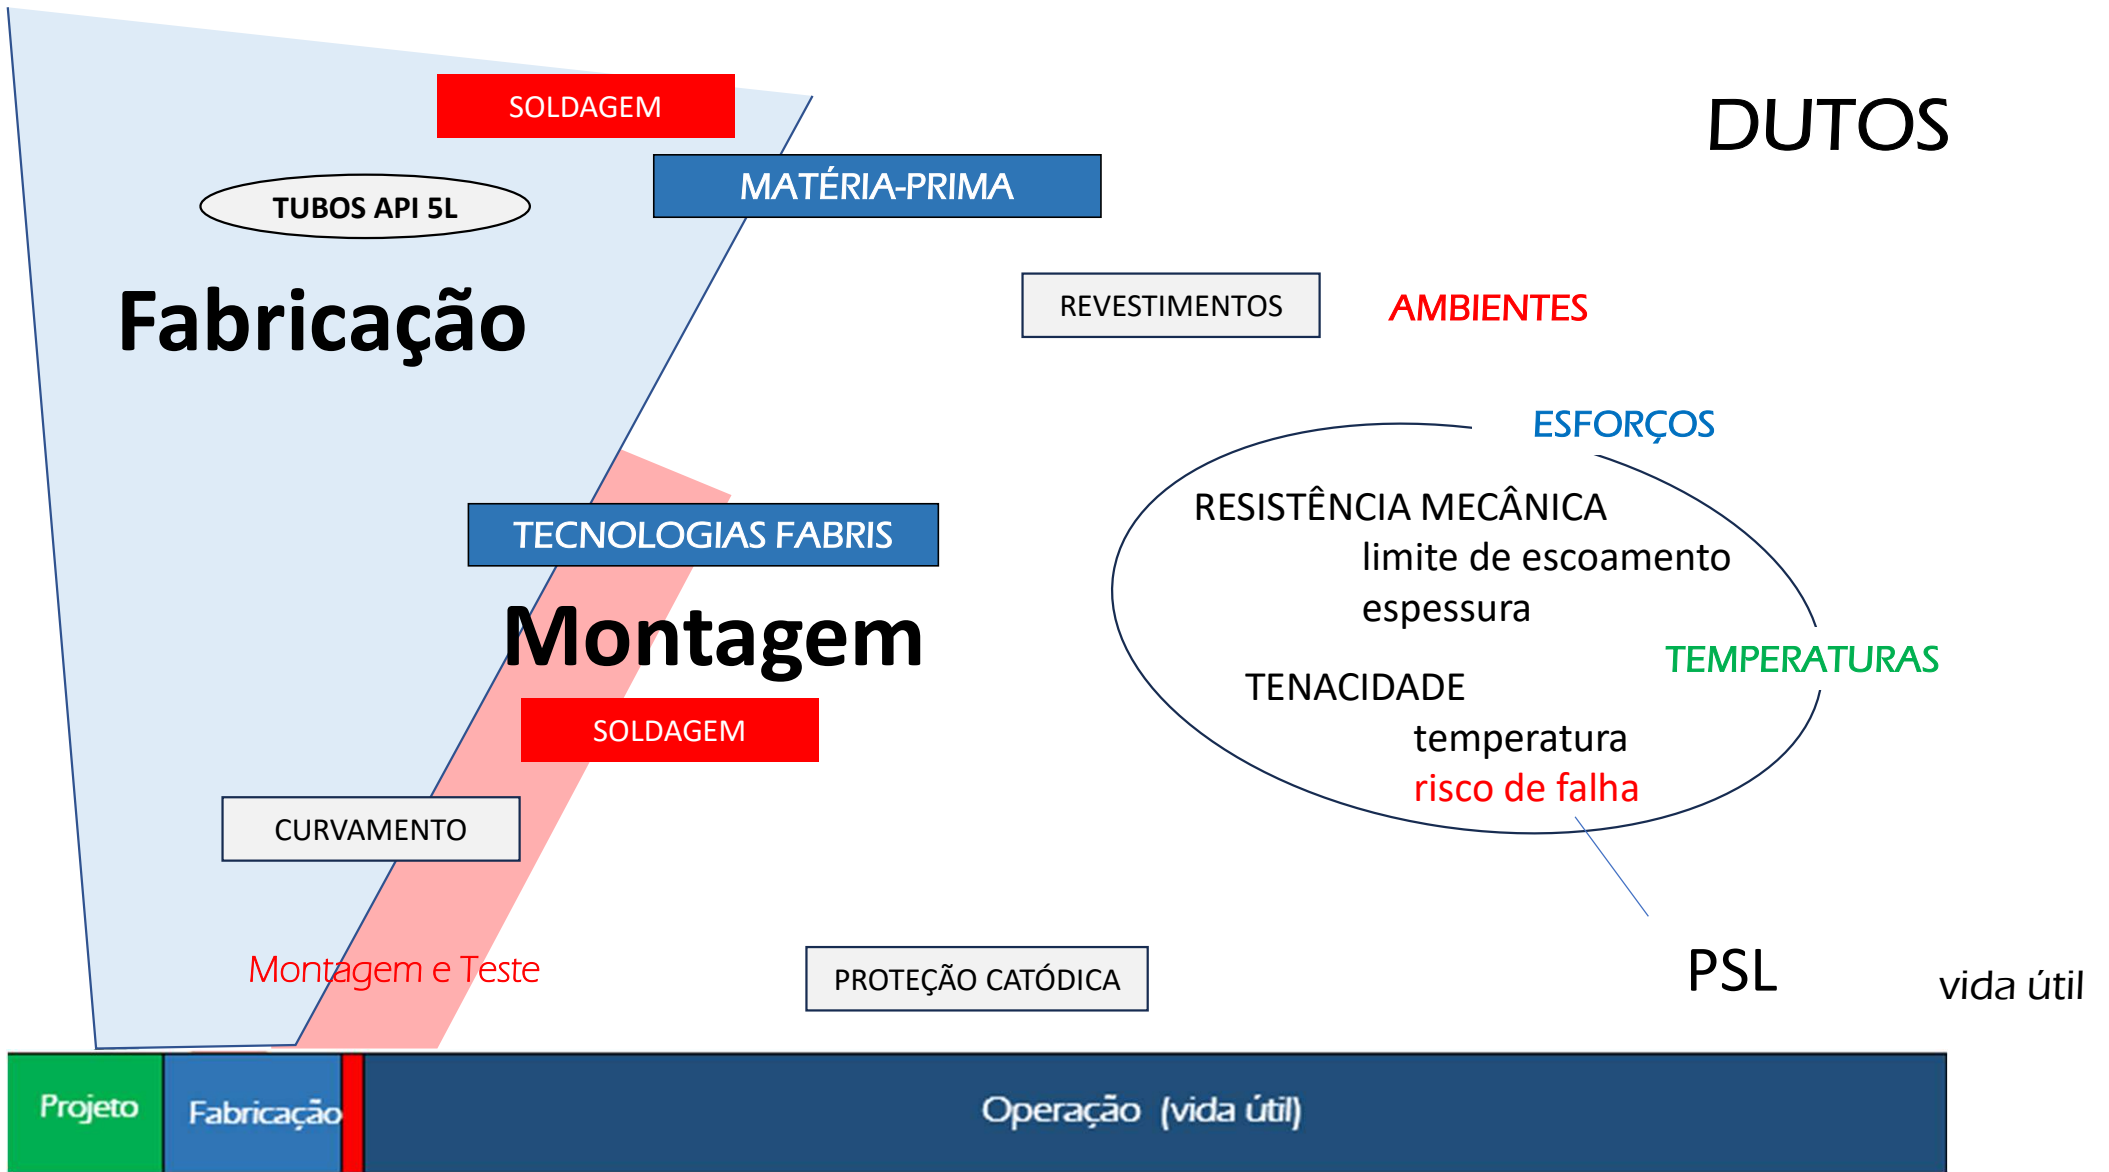 SOLDAGEM
DUTOS
MATÉRIA-PRIMA
TUBOS API 5L
Fabricação
REVESTIMENTOS
AMBIENTES
ESFORÇOS
RESISTÊNCIA MECÂNICA
limite de escoamento
espessura
TECNOLOGIAS FABRIS
Montagem
TEMPERATURAS
TENACIDADE
temperatura
risco de falha
SOLDAGEM
CURVAMENTO
Montagem e Teste
PROTEÇÃO CATÓDICA
PSL
vida útil
Projeto
Fabricação
Operação (vida útil)